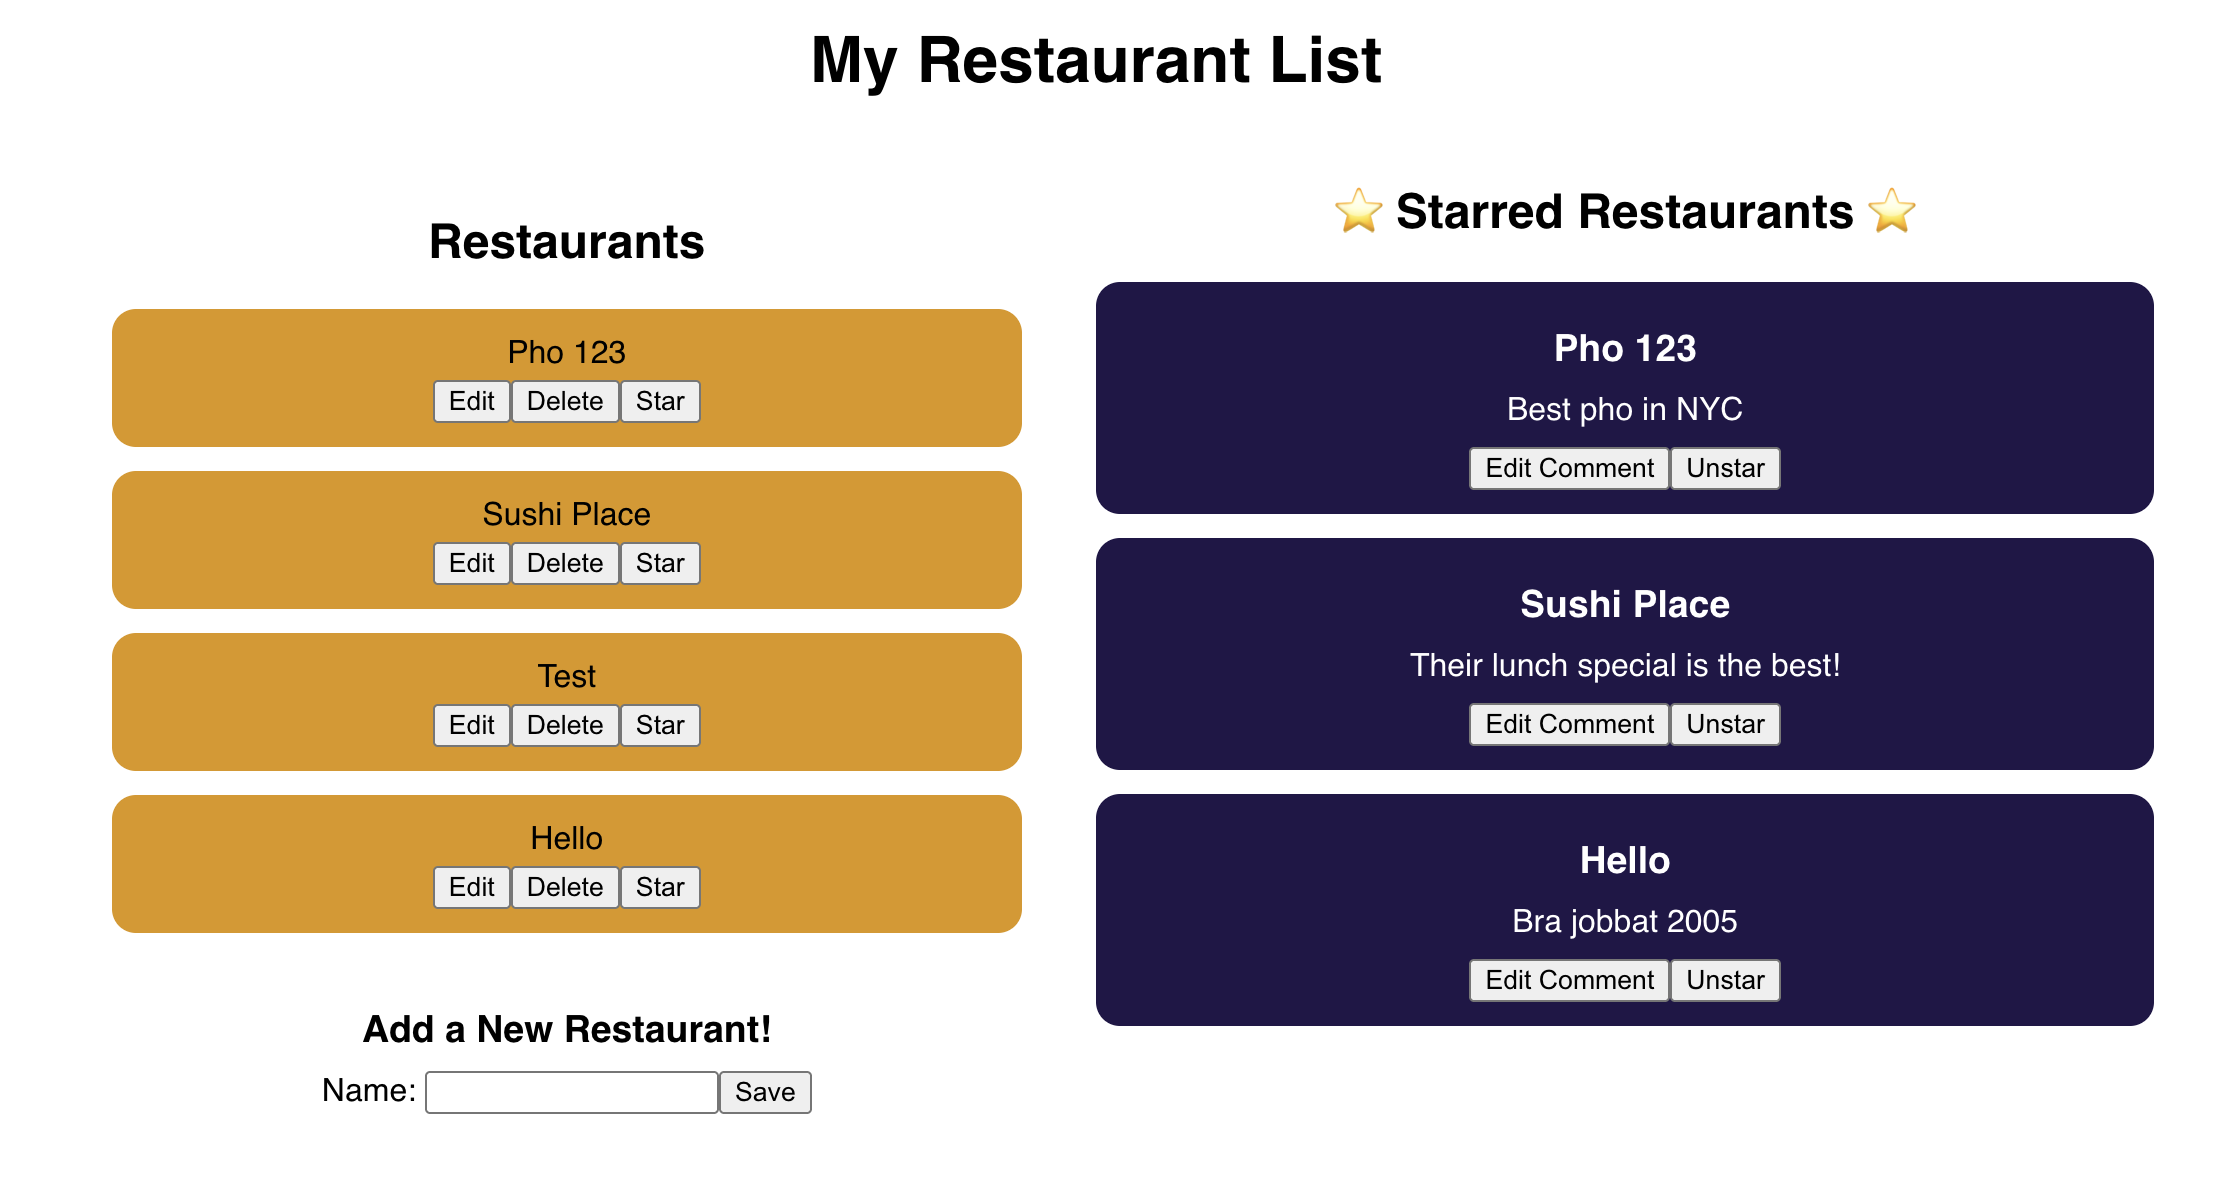 My Restaurant List
Restaurants
Pho 123
Edit Delete Star
Sushi Place
Edit Delete Star
Test
Edit Delete Star
Hello
Edit Delete Star
Add a New Restaurant!
Name: Save
⭐ Starred Restaurants ⭐
Pho 123
Best pho in NYC
Edit Comment Unstar
Sushi Place
Their lunch special is the best!
Edit Comment Unstar
Hello
Bra jobbat 2005
Edit Comment Unstar